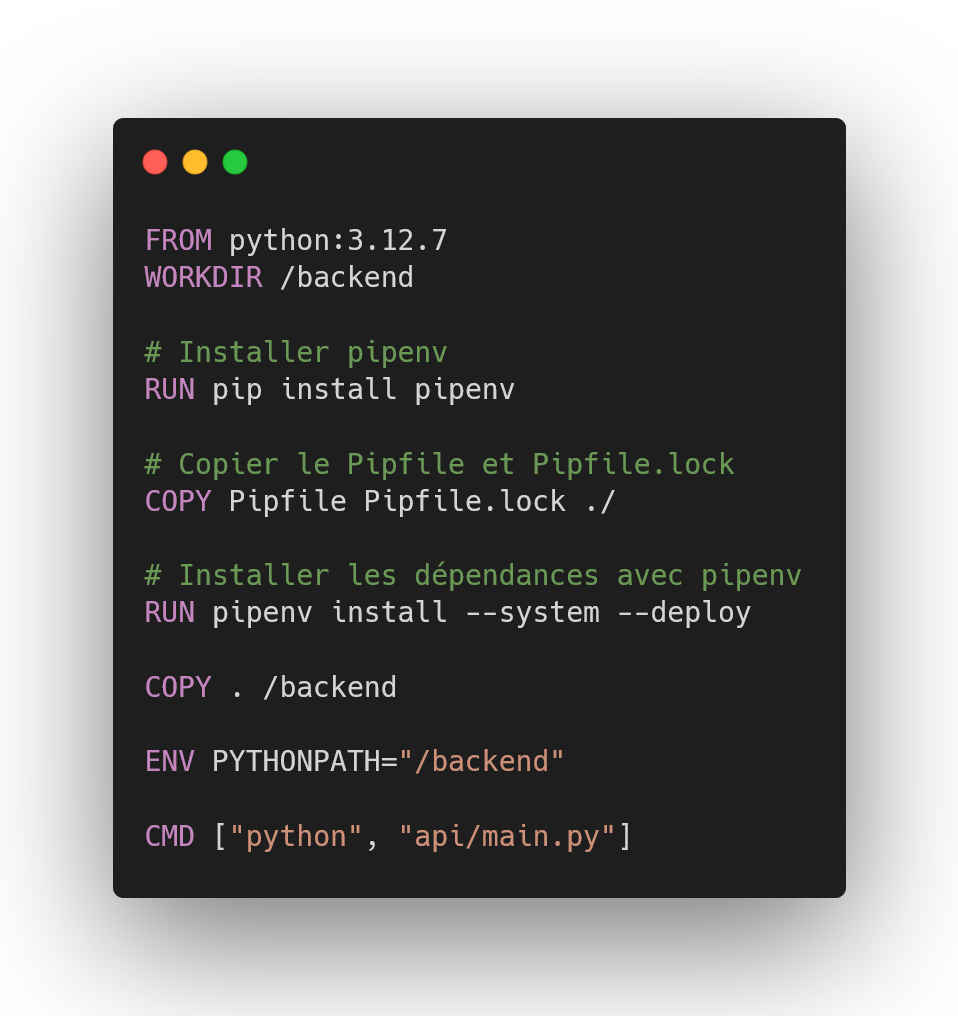 FROM python:3.12.7
WORKDIR /backend
# Installer pipenv
RUN pip install pipenv
# Copier le Pipfile et Pipfile.lock
COPY Pipfile Pipfile.lock ./
# Installer les dépendances avec pipenv
RUN pipenv install --system --deploy
COPY . /backend
ENV PYTHONPATH="/backend"
CMD ["python", "api/main.py"]